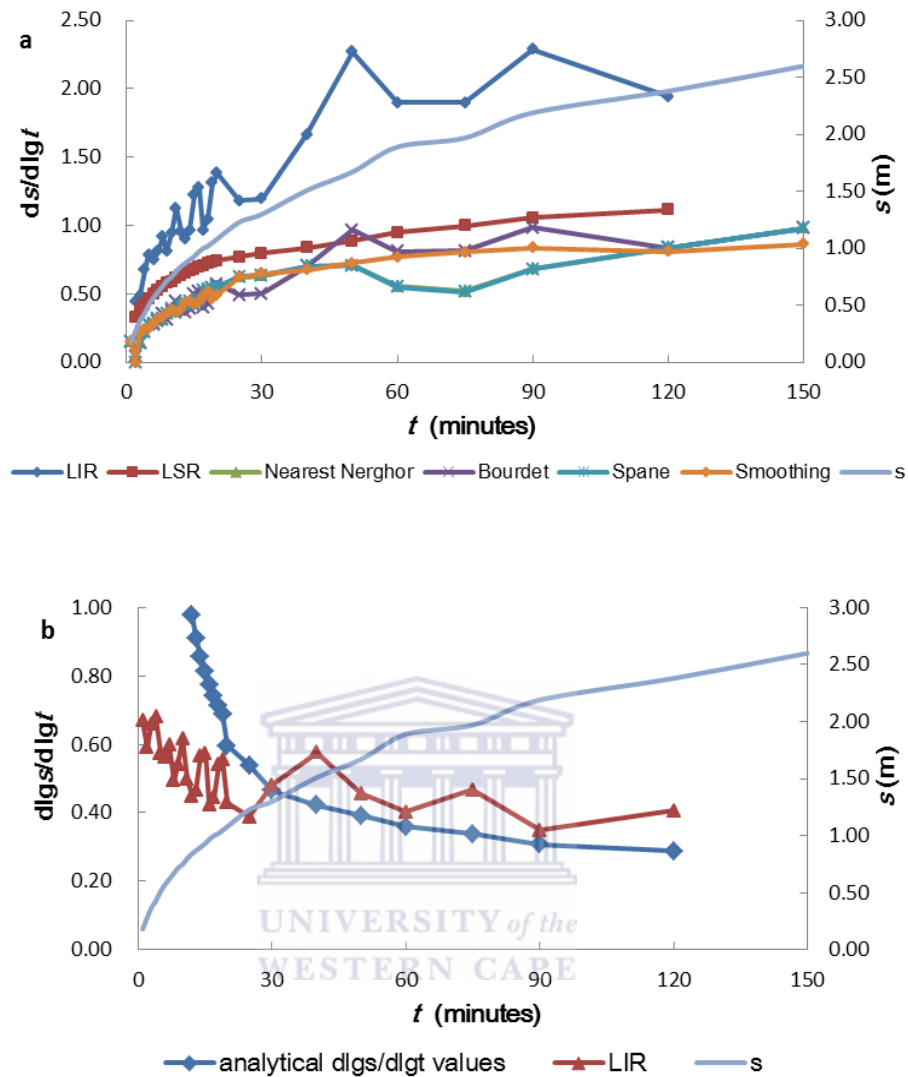 a
2.50
2.00
1.50
1.00
0.50
0.00
ds/dlgt
3.00
2.50
2.00
1.50
1.00
0.50
0.00
s (m)
0 30 60 90 120 150
t (minutes)
LIR LSR Nearest Nerghor Bourdet Spane Smoothing s
b
1.00
0.80
0.60
0.40
0.20
0.00
dlgs/dlgt
3.00
2.50
2.00
1.50
1.00
0.50
0.00
s (m)
UNIVERSITY of the
WESTERN CAPE
0 30 60 90 120 150
t (minutes)
analytical dlgs/dlgt values LIR s